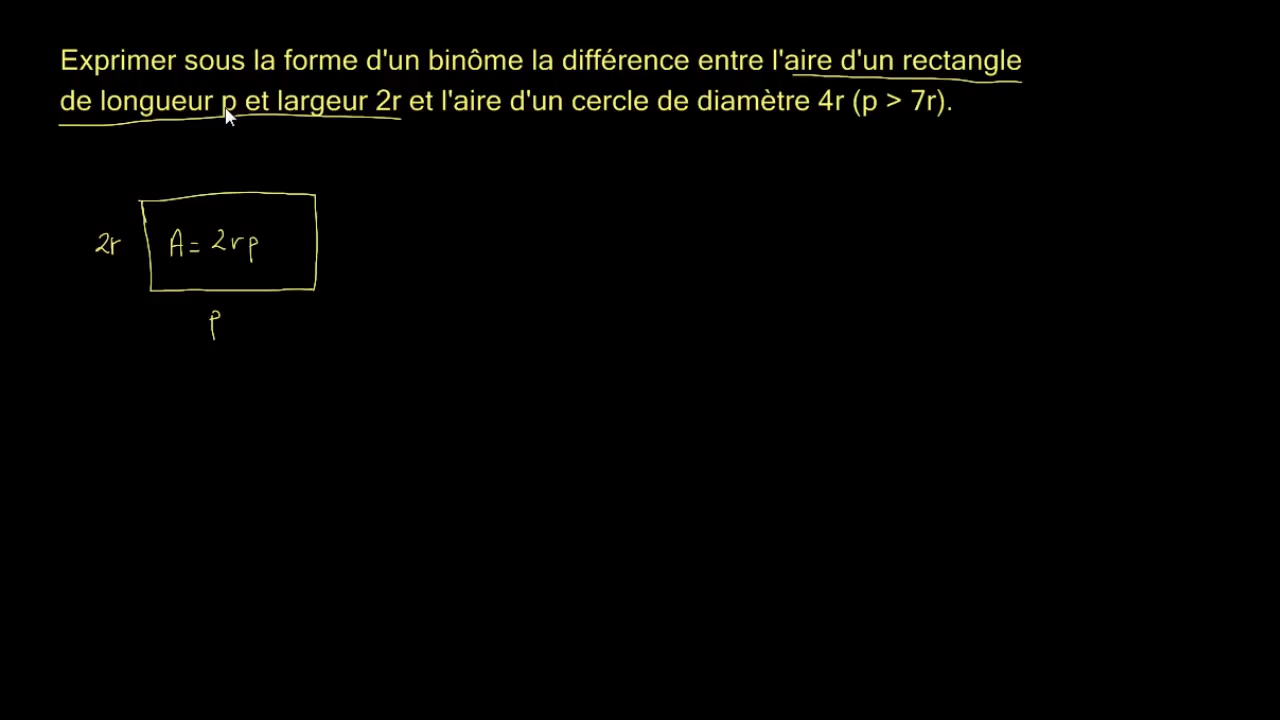 Exprimer sous la forme d'un binôme la différence entre l'aire d'un rectangle
de longueur p et largeur 2r et l'aire d'un cercle de diamètre 4r (p > 7r).
2r A = 2rp
p